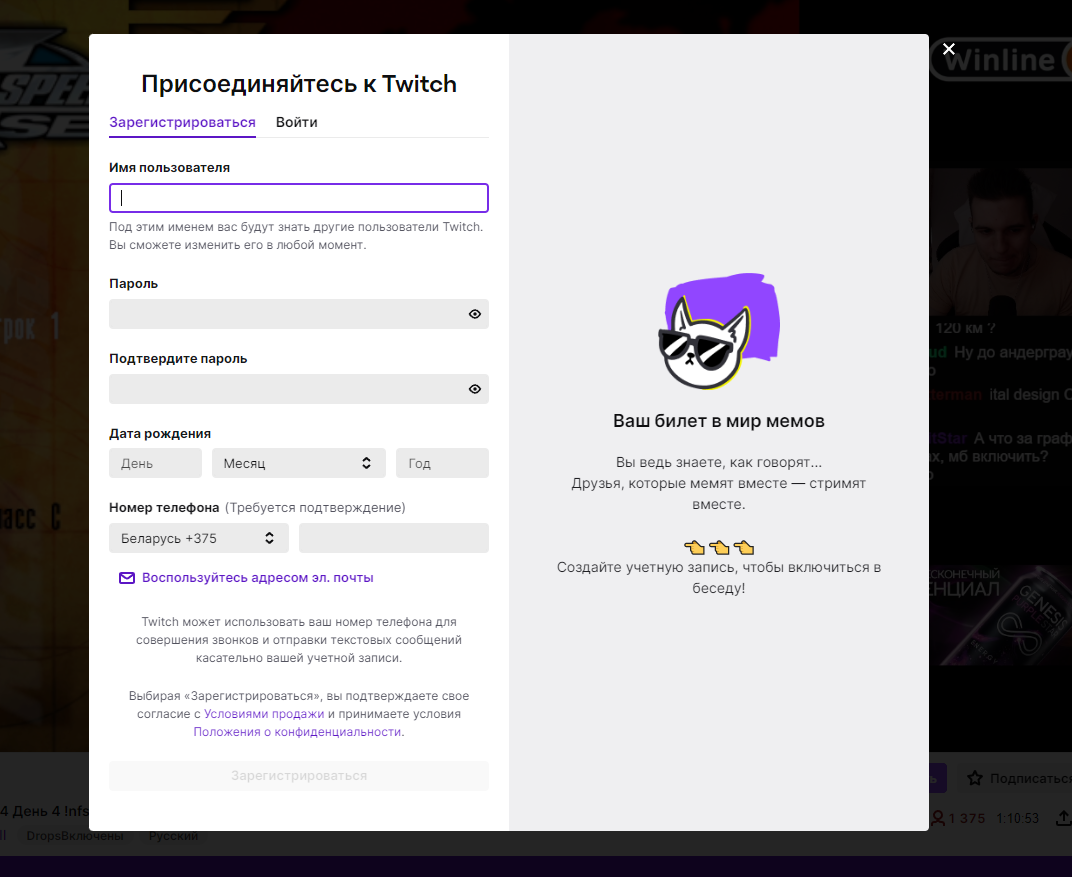 Присоединяйтесь к Twitch
Зарегистрироваться Войти
Имя пользователя
Под этим именем вас будут знать другие пользователи Twitch.
Вы сможете изменить его в любой момент.
Пароль
Подтвердите пароль
Дата рождения
День Месяц Год
Номер телефона (Требуется подтверждение)
Беларусь +375
Воспользуйтесь адресом эл. почты
Twitch может использовать ваш номер телефона для
совершения звонков и отправки текстовых сообщений
касательно вашей учетной записи.
Выбирая «Зарегистрироваться», вы подтверждаете свое
согласие с Условиями продажи и принимаете условия
Положения о конфиденциальности.
Зарегистрироваться
Ваш билет в мир мемов
Вы ведь знаете, как говорят...
Друзья, которые мемят вместе — стримят
вместе.
Создайте учетную запись, чтобы включиться в
беседу!
Winline
120 км ?
Ну до андерграу
ital design
А что за граф
мб включить?
GENESIS
Подписаться
4 День 4 !nfs
1 375 1:10:53
DropsВключены Русский